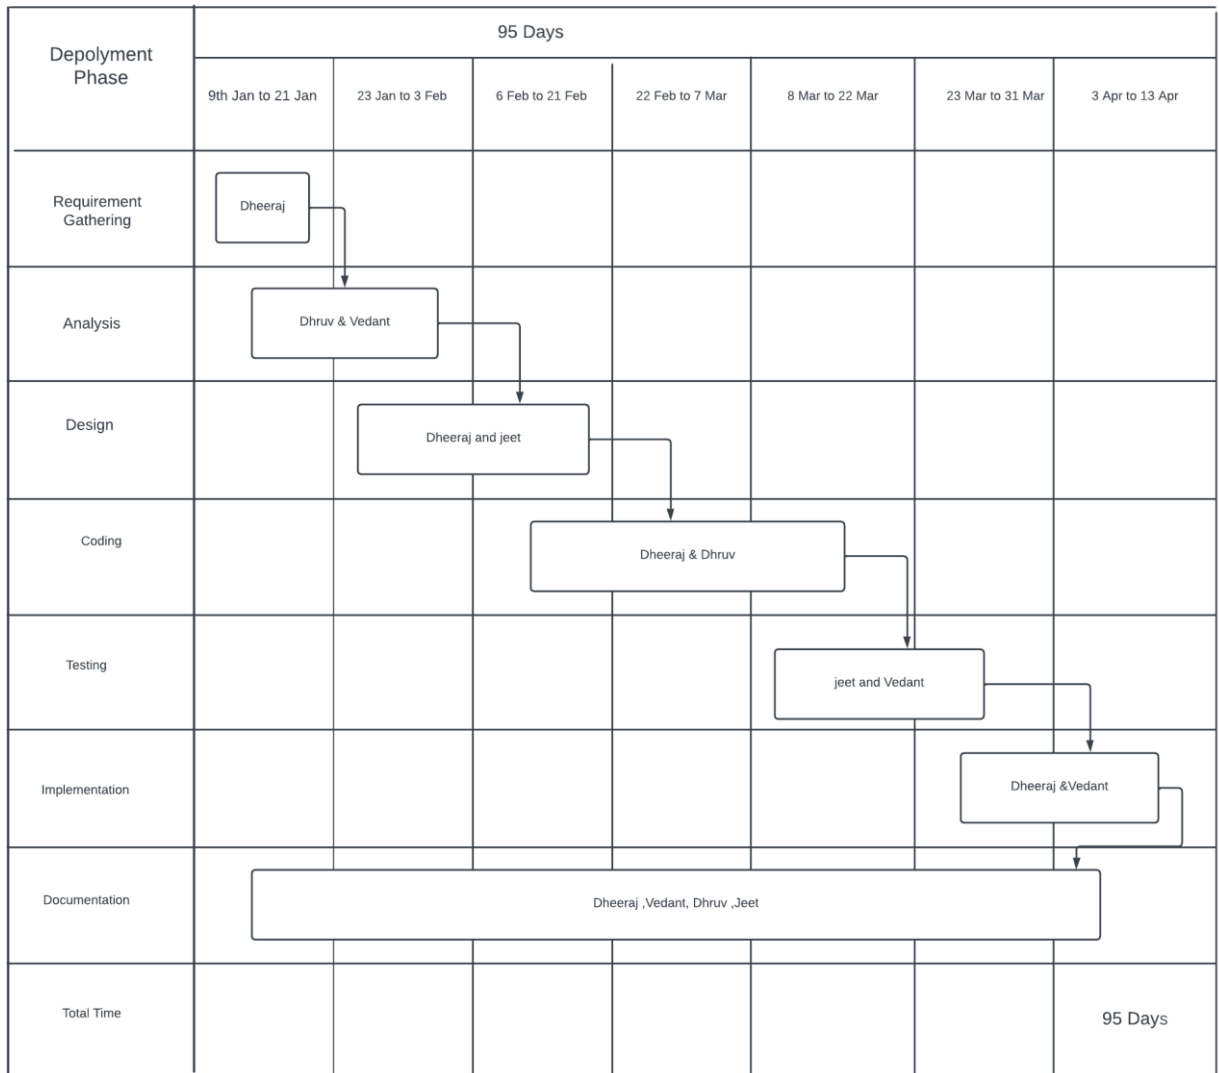 95 Days
Depolyment
Phase
9th Jan to 21 Jan
23 Jan to 3 Feb
6 Feb to 21 Feb
22 Feb to 7 Mar
8 Mar to 22 Mar
23 Mar to 31 Mar
3 Apr to 13 Apr
Requirement
Gathering
Dheeraj
Analysis
Dhruv & Vedant
Design
Dheeraj and jeet
Coding
Dheeraj & Dhruv
Testing
jeet and Vedant
Implementation
Dheeraj &Vedant
Documentation
Dheeraj ,Vedant, Dhruv ,Jeet
Total Time
95 Days